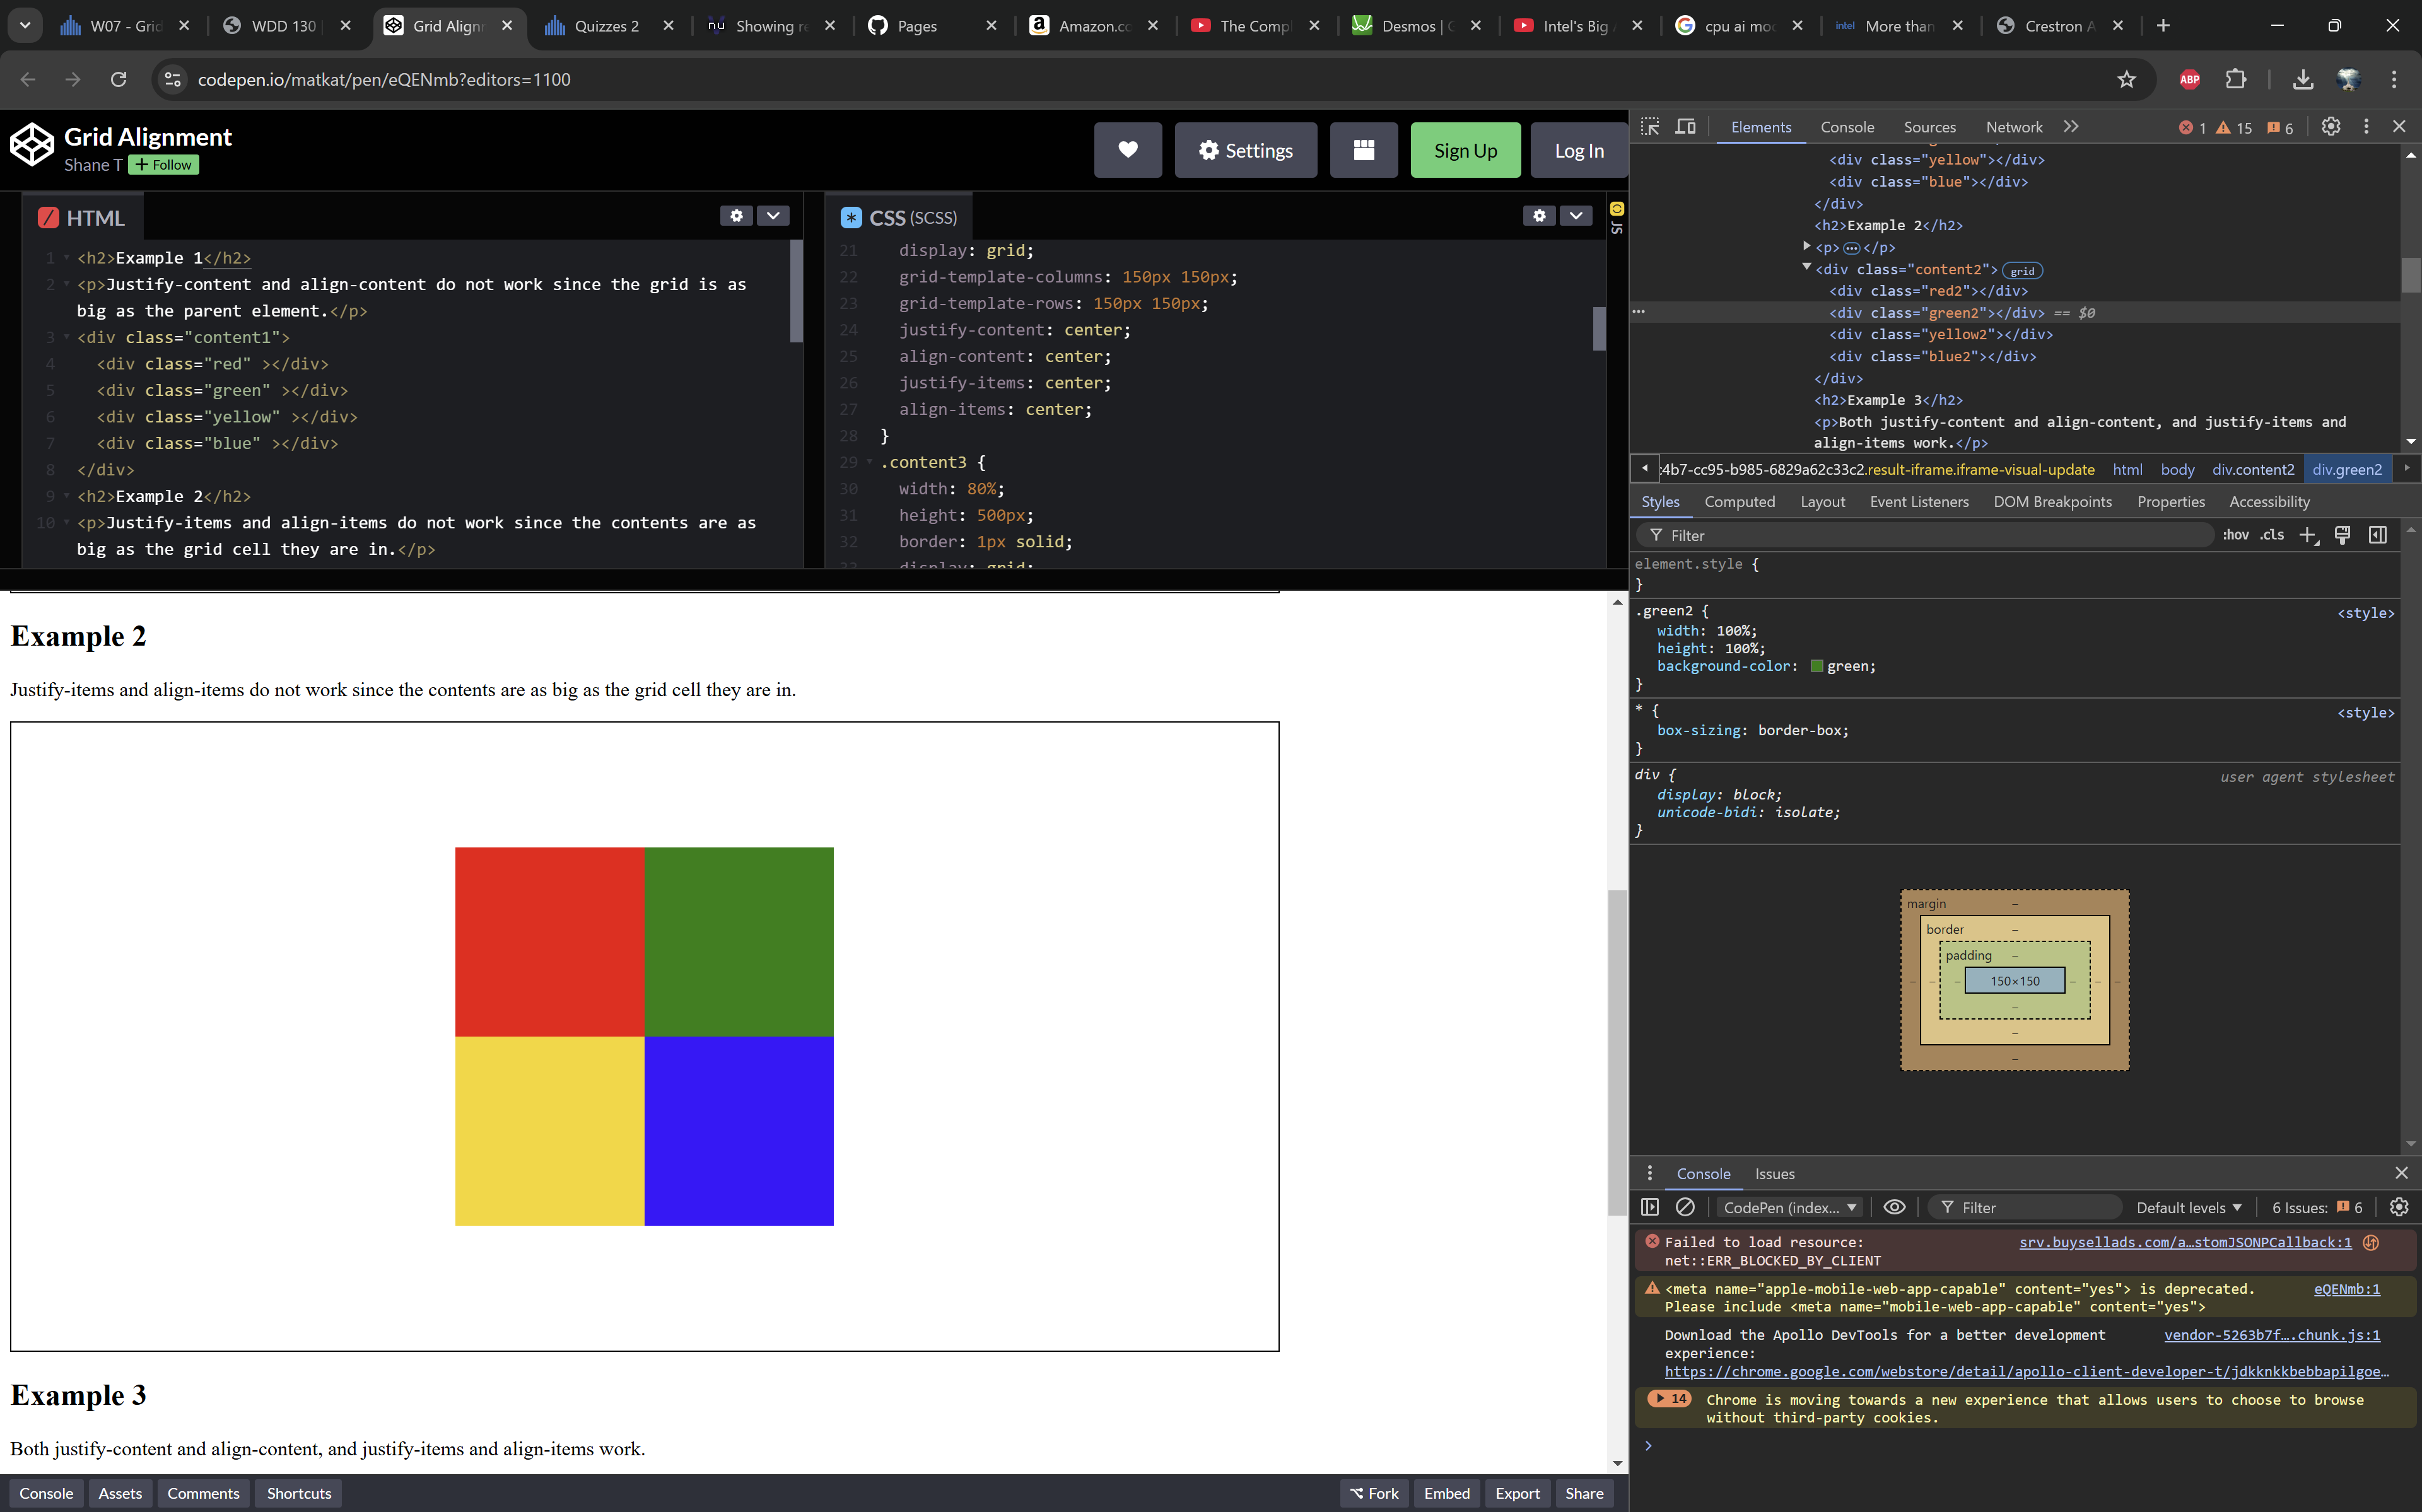 W07 - Grid
WDD 130
Grid Alignm
Quizzes 2
Showing re
Pages
Amazon.co
The Compl
Desmos | G
Intel's Big A
cpu ai mod
intel More than
Crestron A
codepen.io/matkat/pen/eQENmb?editors=1100
ABP
Grid Alignment
Shane T + Follow
Settings
Sign Up
Log In
HTML
1 <h2>Example 1</h2>
2 <p>Justify-content and align-content do not work since the grid is as
big as the parent element.</p>
3 <div class="content1">
4 <div class="red" ></div>
5 <div class="green" ></div>
6 <div class="yellow" ></div>
7 <div class="blue" ></div>
8 </div>
9 <h2>Example 2</h2>
10 <p>Justify-items and align-items do not work since the contents are as
big as the grid cell they are in.</p>
CSS (SCSS)
21 display: grid;
22 grid-template-columns: 150px 150px;
23 grid-template-rows: 150px 150px;
24 justify-content: center;
25 align-content: center;
26 justify-items: center;
27 align-items: center;
28 }
29 .content3 {
30 width: 80%;
31 height: 500px;
32 border: 1px solid;
33 display: grid;
JS
Example 2
Justify-items and align-items do not work since the contents are as big as the grid cell they are in.
Example 3
Both justify-content and align-content, and justify-items and align-items work.
Console
Assets
Comments
Shortcuts
Fork
Embed
Export
Share
Elements
Console
Sources
Network
1
15
6
<div class="yellow"></div>
<div class="blue"></div>
</div>
<h2>Example 2</h2>
<p>…</p>
<div class="content2"> grid
<div class="red2"></div>
<div class="green2"></div> == $0
<div class="yellow2"></div>
<div class="blue2"></div>
</div>
<h2>Example 3</h2>
<p>Both justify-content and align-content, and justify-items and
align-items work.</p>
4b7-cc95-b985-6829a62c33c2.result-iframe.iframe-visual-update html body div.content2 div.green2
Styles
Computed
Layout
Event Listeners
DOM Breakpoints
Properties
Accessibility
Filter
:hov .cls
element.style {
}
.green2 { <style>
width: 100%;
height: 100%;
background-color: green;
}
* { <style>
box-sizing: border-box;
}
div { user agent stylesheet
display: block;
unicode-bidi: isolate;
}
margin –
border –
padding –
– – – 150×150 – – –
–
–
–
Console
Issues
CodePen (index...
Filter
Default levels
6 Issues: 6
Failed to load resource: srv.buysellads.com/a…stomJSONPCallback:1
net::ERR_BLOCKED_BY_CLIENT
<meta name="apple-mobile-web-app-capable" content="yes"> is deprecated. eQENmb:1
Please include <meta name="mobile-web-app-capable" content="yes">
Download the Apollo DevTools for a better development vendor-5263b7f….chunk.js:1
experience:
https://chrome.google.com/webstore/detail/apollo-client-developer-t/jdkknkkbebbapilgoe…
14 Chrome is moving towards a new experience that allows users to choose to browse
without third-party cookies.